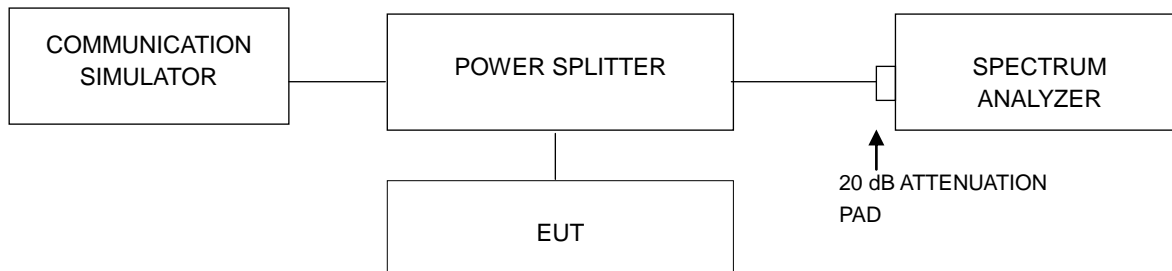 COMMUNICATION
SIMULATOR
POWER SPLITTER
SPECTRUM
ANALYZER
20 dB ATTENUATION
PAD
EUT